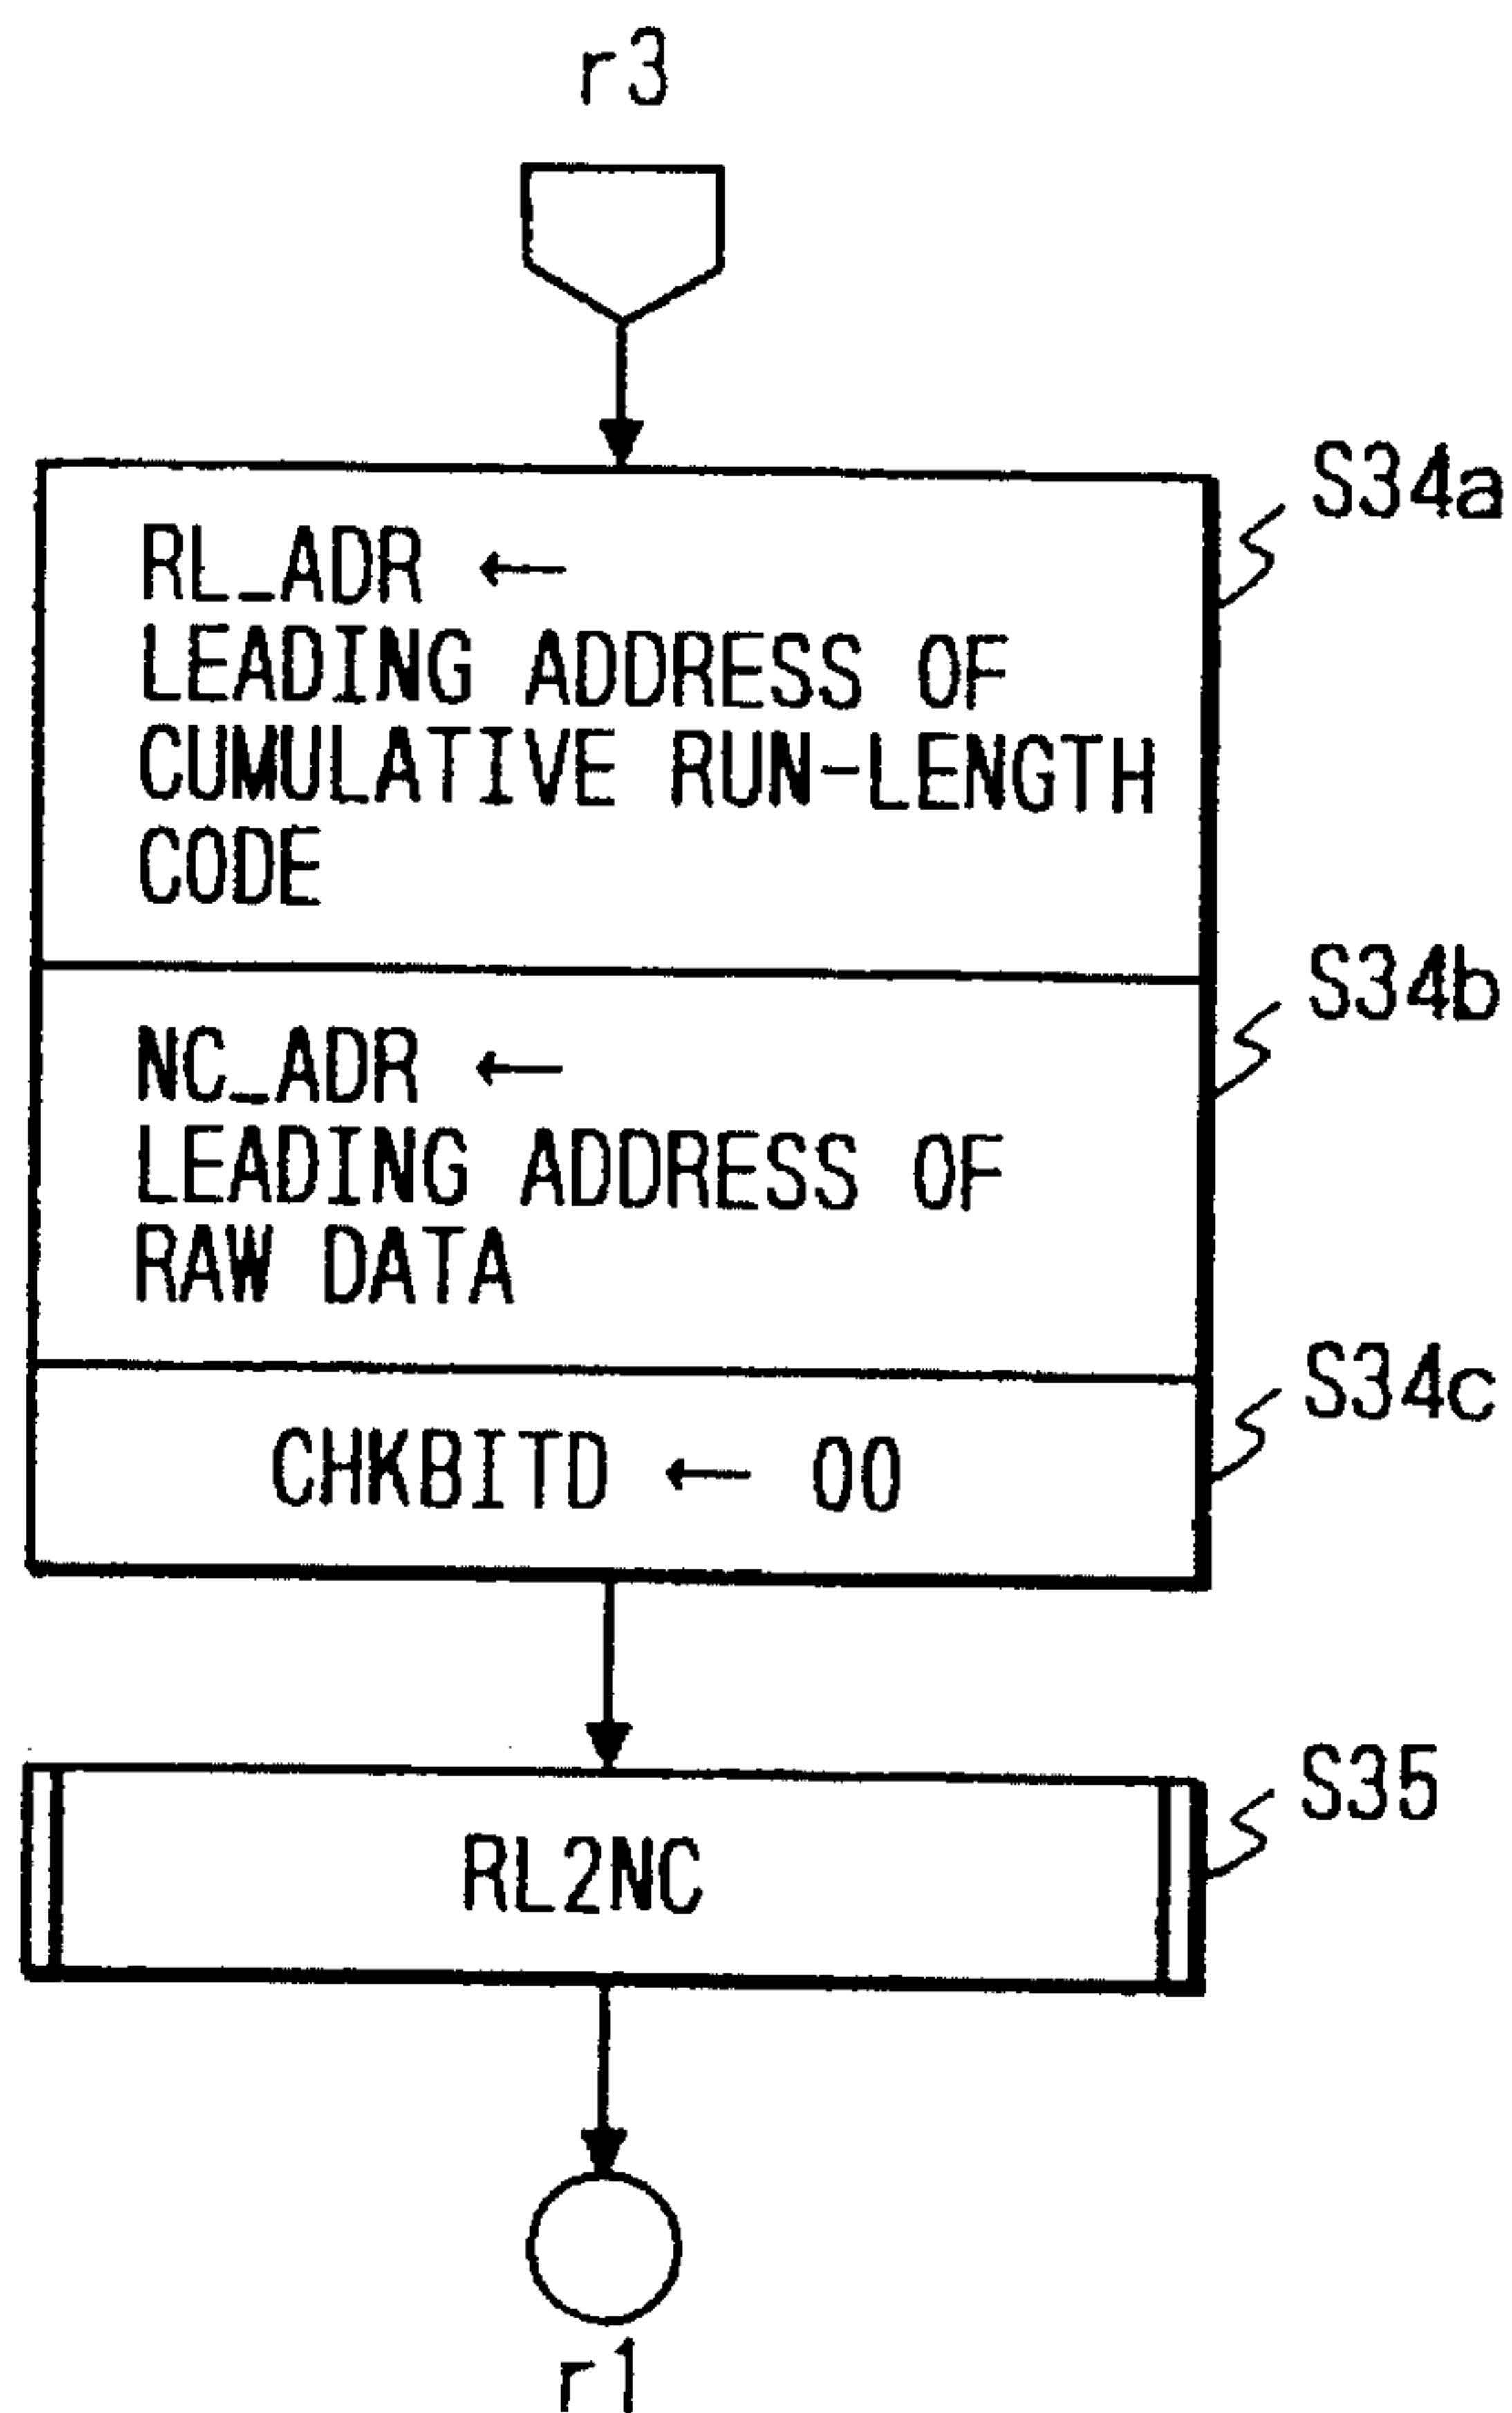 r3
S34a
RL_ADR ←
LEADING ADDRESS OF
CUMULATIVE RUN-LENGTH
CODE
S34b
NC_ADR ←
LEADING ADDRESS OF
RAW DATA
S34c
CHKBITD ← 00
S35
RL2NC
r1